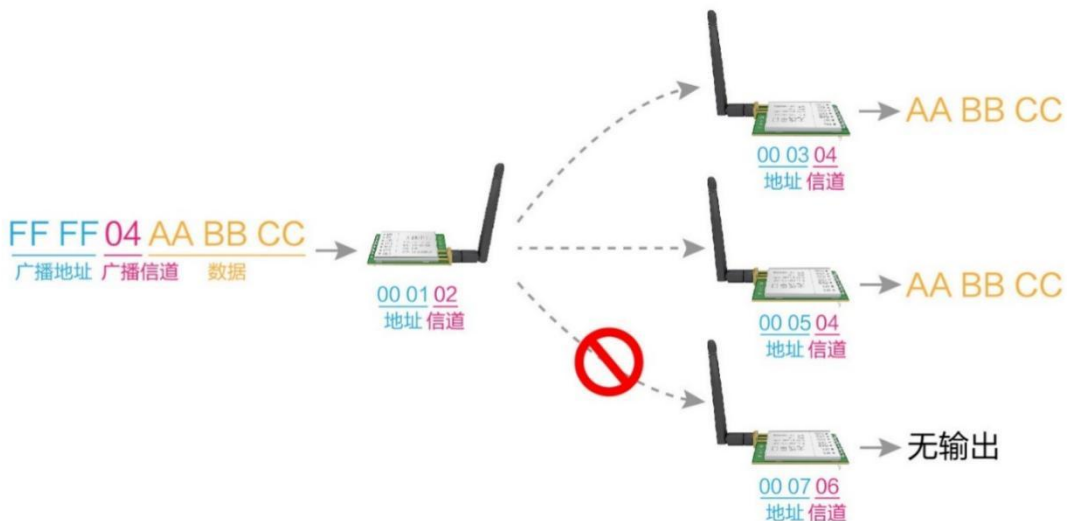 FF FF 04 AA BB CC
广播地址 广播信道 数据
00 01 02
地址 信道
AA BB CC
00 03 04
地址 信道
AA BB CC
00 05 04
地址 信道
无输出
00 07 06
地址 信道